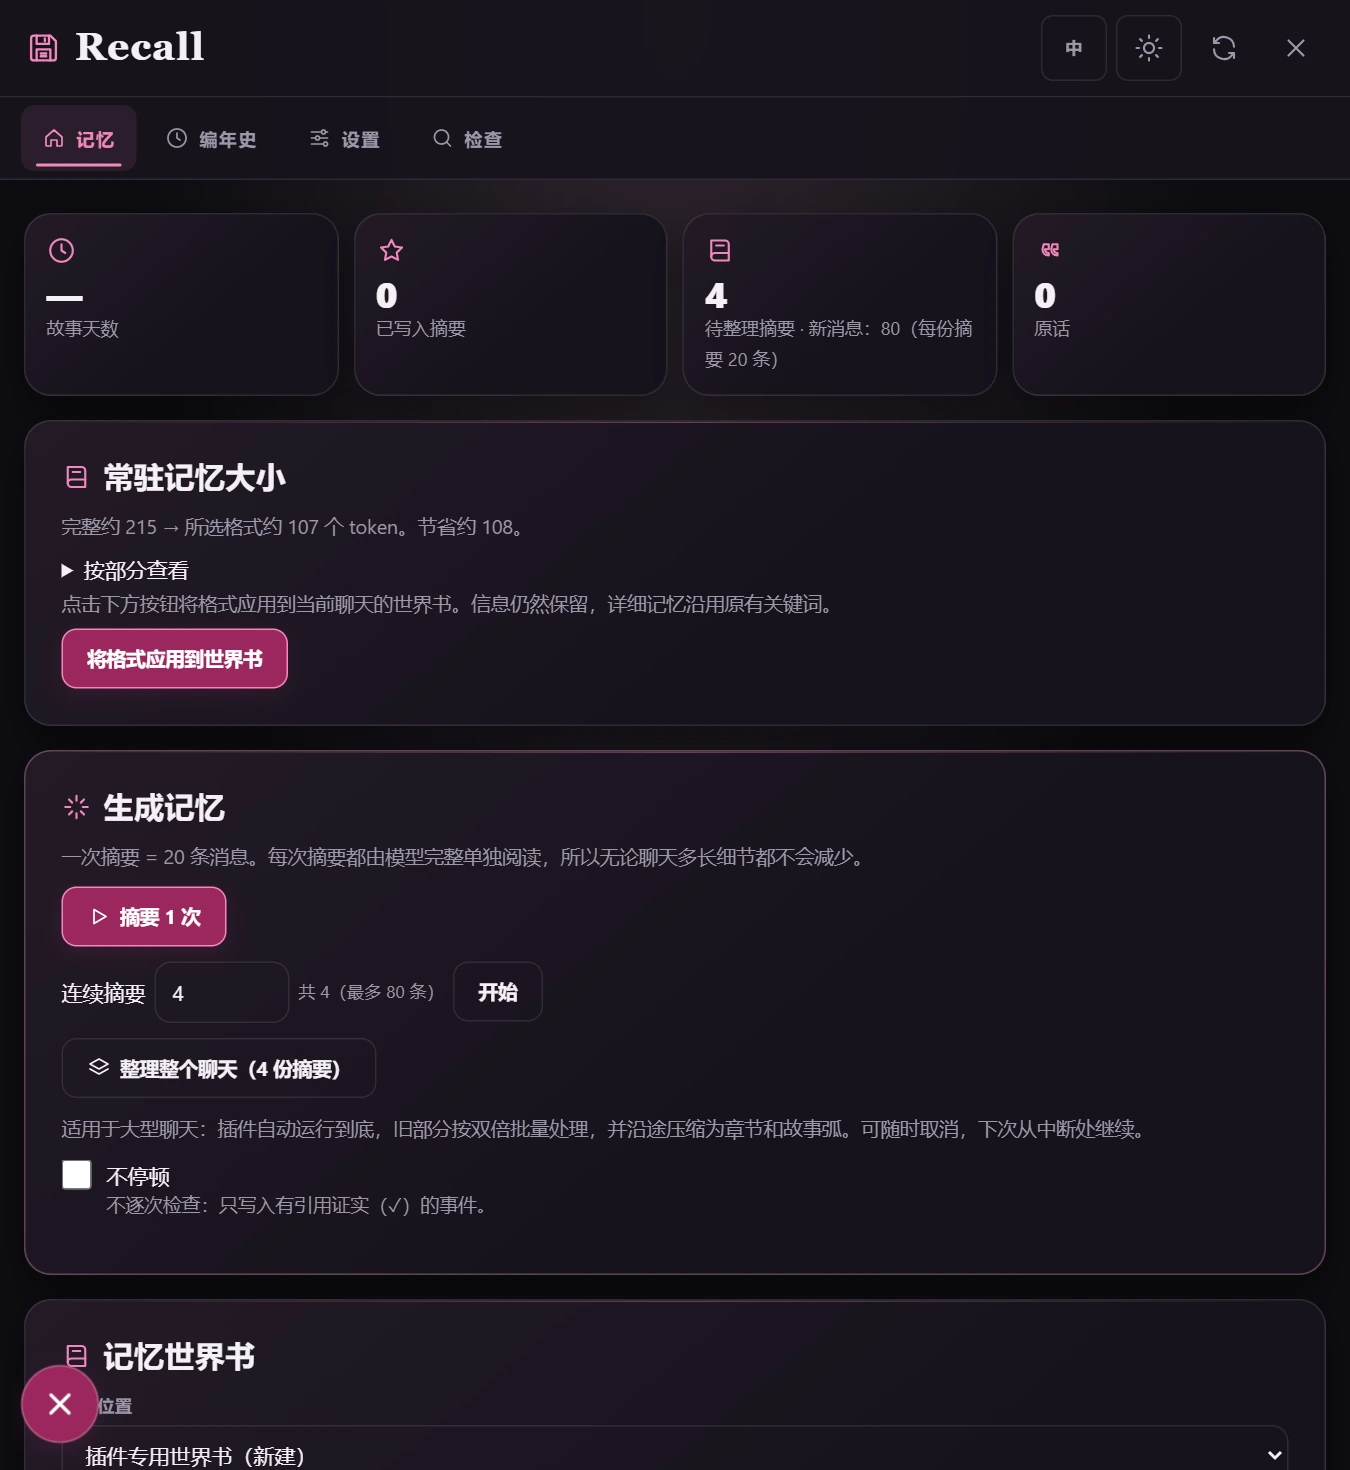 Recall
中
记忆
编年史
设置
检查
—
故事天数
0
已写入摘要
4
待整理摘要 · 新消息：80（每份摘
要 20 条）
0
原话
常驻记忆大小
完整约 215 → 所选格式约 107 个 token。节省约 108。
按部分查看
点击下方按钮将格式应用到当前聊天的世界书。信息仍然保留，详细记忆沿用原有关键词。
将格式应用到世界书
生成记忆
一次摘要 = 20 条消息。每次摘要都由模型完整单独阅读，所以无论聊天多长细节都不会减少。
摘要 1 次
连续摘要 4 共 4（最多 80 条） 开始
整理整个聊天（4 份摘要）
适用于大型聊天：插件自动运行到底，旧部分按双倍批量处理，并沿途压缩为章节和故事弧。可随时取消，下次从中断处继续。
不停顿
不逐次检查：只写入有引用证实（✓）的事件。
记忆世界书
位置
插件专用世界书（新建）